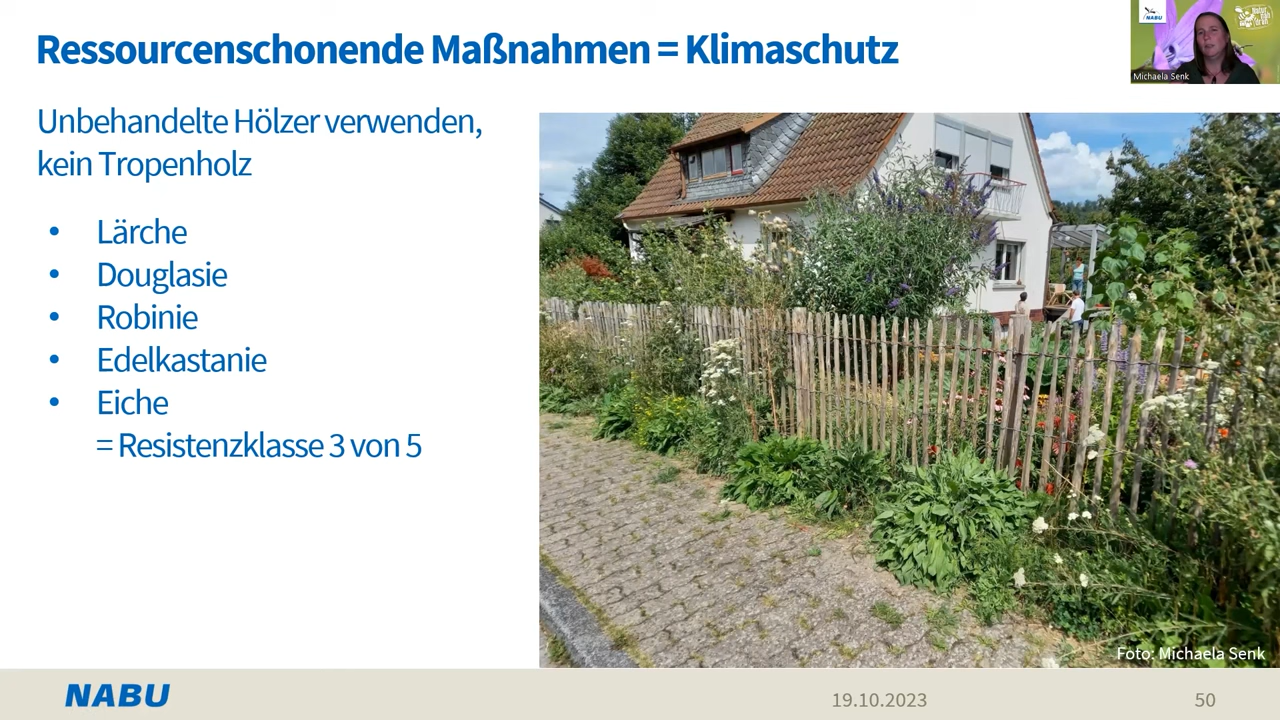 Ressourcenschonende Maßnahmen = Klimaschutz
NABU
Michaela Senk
Unbehandelte Hölzer verwenden,
kein Tropenholz
• Lärche
• Douglasie
• Robinie
• Edelkastanie
• Eiche
= Resistenzklasse 3 von 5
Foto: Michaela Senk
NABU
19.10.2023
50